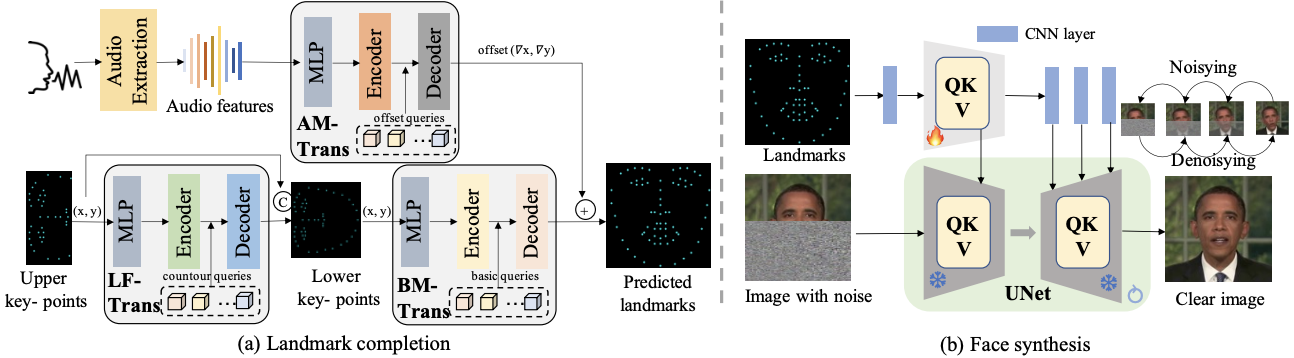 Audio
Extraction
Audio features
MLP
Encoder
Decoder
offset queries
AM-
Trans
offset (∇x, ∇y)
Upper
key- points
(x, y)
MLP
Encoder
Decoder
countour queries
LF-
Trans
C
Lower
key- points
(x, y)
MLP
Encoder
Decoder
basic queries
BM-
Trans
+
Predicted
landmarks
(a) Landmark completion
CNN layer
Landmarks
QK
V
Noisying
Denoisying
Image with noise
QK
V
QK
V
UNet
Clear image
(b) Face synthesis